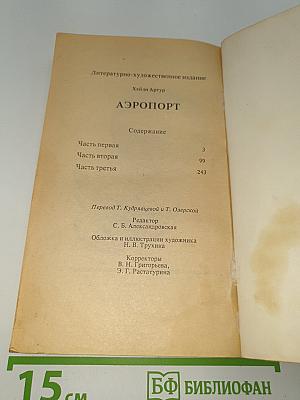 Литературно-художественное издание
Хейли Артур
АЭРОПОРТ
Содержание
Часть первая 3
Часть вторая 99
Часть третья 243
Перевод Т. Кудрявцевой и Т. Озерской
Редактор
С. Б. Александровская
Обложка и иллюстрации художника
Н. В. Трухина
Корректоры
В. Н. Григорьева,
Э. Г. Растатурина
15 см
БФ БИБЛИОФАН